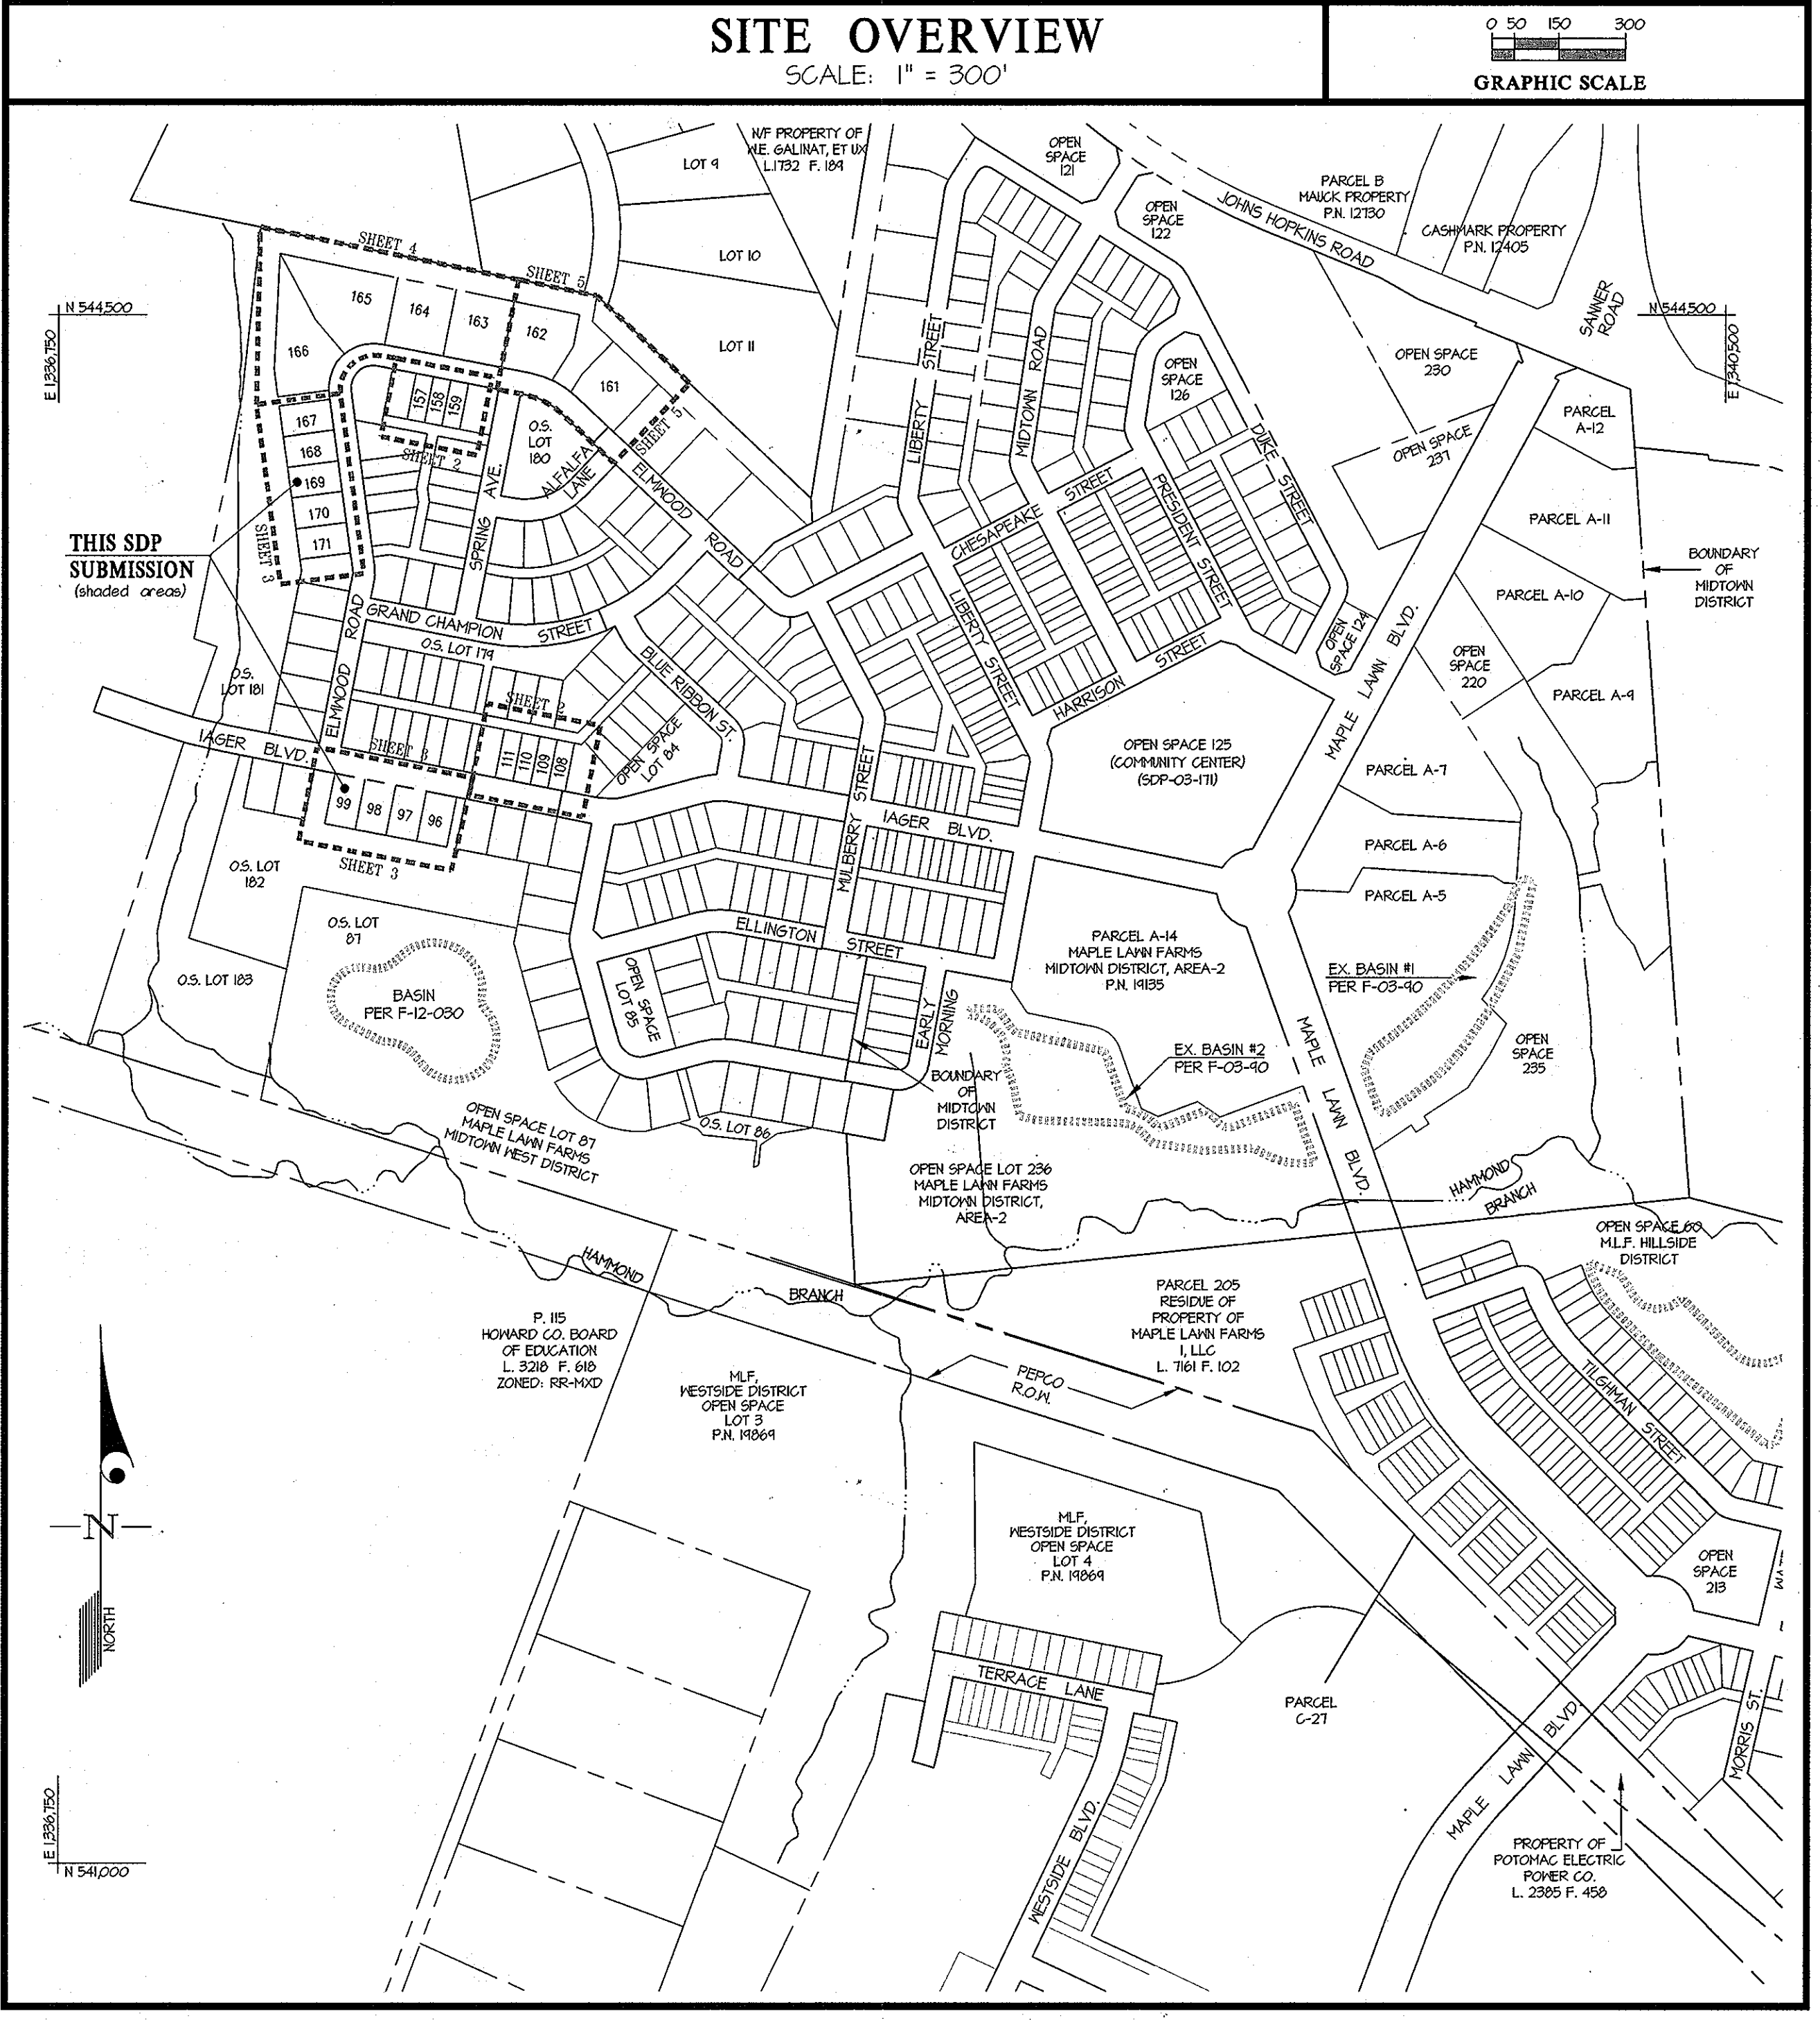 SITE OVERVIEW
SCALE: 1" = 300'
0 50 150 300
GRAPHIC SCALE
N/F PROPERTY OF
W.E. GALINAT, ET UX
L.1732 F. 189
LOT 9
LOT 10
LOT 11
OPEN
SPACE
121
OPEN
SPACE
122
PARCEL B
MAUCK PROPERTY
P.N. 12730
CASHMARK PROPERTY
P.N. 12405
JOHNS HOPKINS ROAD
SANNER
ROAD
N 544,500
E 1,336,750
N 544,500
E 1,340,500
SHEET 4
SHEET 5
165
164
163
162
161
166
167
168
169
170
171
157
158
159
SHEET 2
SHEET 5
SHEET 3
O.S.
LOT
180
ALFALFA
LANE
SPRING AVE.
ELMWOOD ROAD
LIBERTY STREET
MIDTOWN ROAD
OPEN
SPACE
126
OPEN SPACE
230
OPEN SPACE
237
PARCEL
A-12
PARCEL A-11
PARCEL A-10
PARCEL A-9
BOUNDARY
OF
MIDTOWN
DISTRICT
DUKE STREET
PRESIDENT STREET
CHESAPEAKE STREET
LIBERTY STREET
HARRISON STREET
OPEN
SPACE 124
MAPLE LAWN BLVD.
OPEN
SPACE
220
THIS SDP
SUBMISSION
(shaded areas)
GRAND CHAMPION STREET
O.S. LOT 179
ELMWOOD ROAD
BLUE RIBBON ST.
O.S.
LOT 181
IAGER BLVD.
SHEET 2
SHEET 3
111
110
109
108
OPEN SPACE
LOT 84
99
98
97
96
SHEET 3
MULBERRY STREET
IAGER BLVD.
OPEN SPACE 125
(COMMUNITY CENTER)
(SDP-03-171)
PARCEL A-7
PARCEL A-6
PARCEL A-5
O.S. LOT
182
O.S. LOT
87
O.S. LOT 183
BASIN
PER F-12-030
ELLINGTON STREET
OPEN SPACE
LOT 85
EARLY
MORNING
PARCEL A-14
MAPLE LAWN FARMS
MIDTOWN DISTRICT, AREA-2
P.N. 19135
EX. BASIN #1
PER F-03-90
EX. BASIN #2
PER F-03-90
OPEN
SPACE
235
MAPLE LAWN BLVD.
BOUNDARY
OF
MIDTOWN
DISTRICT
O.S. LOT 86
OPEN SPACE LOT 87
MAPLE LAWN FARMS
MIDTOWN WEST DISTRICT
OPEN SPACE LOT 236
MAPLE LAWN FARMS
MIDTOWN DISTRICT,
AREA-2
HAMMOND
BRANCH
OPEN SPACE 60
M.L.F. HILLSIDE
DISTRICT
HAMMOND
BRANCH
P. 115
HOWARD CO. BOARD
OF EDUCATION
L. 3218 F. 618
ZONED: RR-MXD
PARCEL 205
RESIDUE OF
PROPERTY OF
MAPLE LAWN FARMS
I, LLC
L. 7161 F. 102
MLF,
WESTSIDE DISTRICT
OPEN SPACE
LOT 3
P.N. 19869
PEPCO
R.O.W.
TILGHMAN STREET
MLF,
WESTSIDE DISTRICT
OPEN SPACE
LOT 4
P.N. 19869
OPEN
SPACE
213
N
NORTH
TERRACE LANE
PARCEL
C-27
MAPLE LAWN BLVD.
MORRIS ST.
WESTSIDE BLVD.
PROPERTY OF
POTOMAC ELECTRIC
POWER CO.
L. 2385 F. 458
E 1,336,750
N 541,000